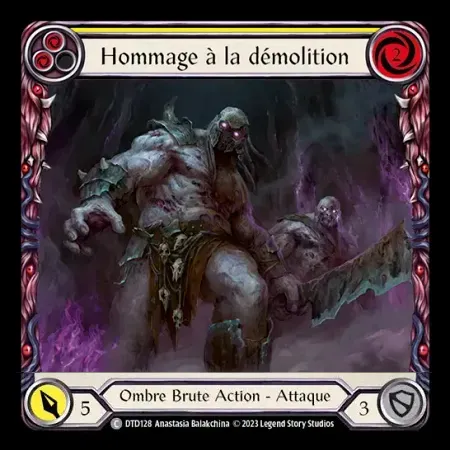 Hommage à la démolition
2
5
Ombre Brute Action - Attaque
3
C DTD128 Anastasia Balakchina © 2023 Legend Story Studios